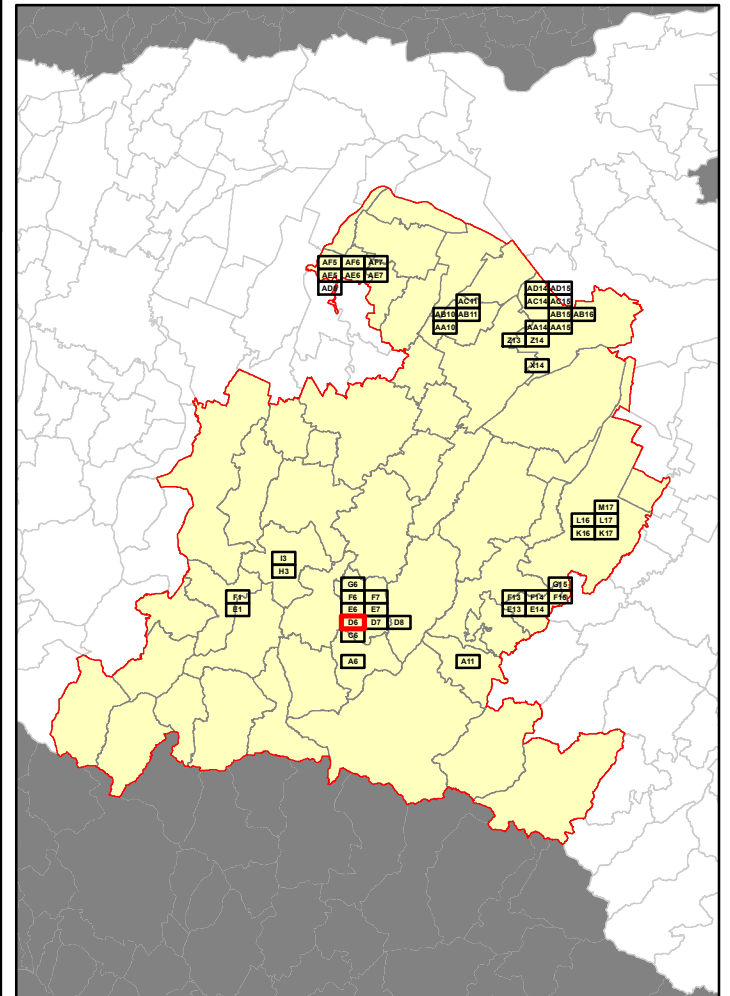 AF5 AF6 AF7
AE5 AE6 AE7
AD14 AD15
AC11 AC14 AC15
AB10 AB11 AB15 AB16
AA10 AA14 AA15
Z13 Z14
X14
M17
L16 L17
K16 K17
I3
H3
G6 G15
F1 F6 F7 F13 F14 F15
E1 E6 E7 E13 E14
D6 D7 D8
C6
A6 A11